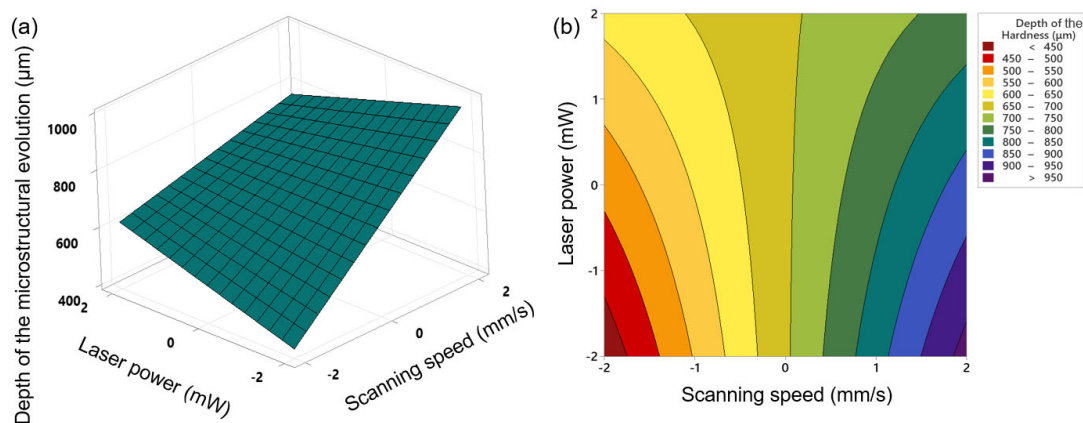 (a)
Depth of the microstructural evolution (µm)
1000
800
600
400
2
0
-2
Laser power (mW)
-2
0
2
Scanning speed (mm/s)
(b)
Laser power (mW)
2
1
0
-1
-2
-2
-1
0
1
2
Scanning speed (mm/s)
Depth of the
Hardness (µm)
< 450
450 – 500
500 – 550
550 – 600
600 – 650
650 – 700
700 – 750
750 – 800
800 – 850
850 – 900
900 – 950
> 950